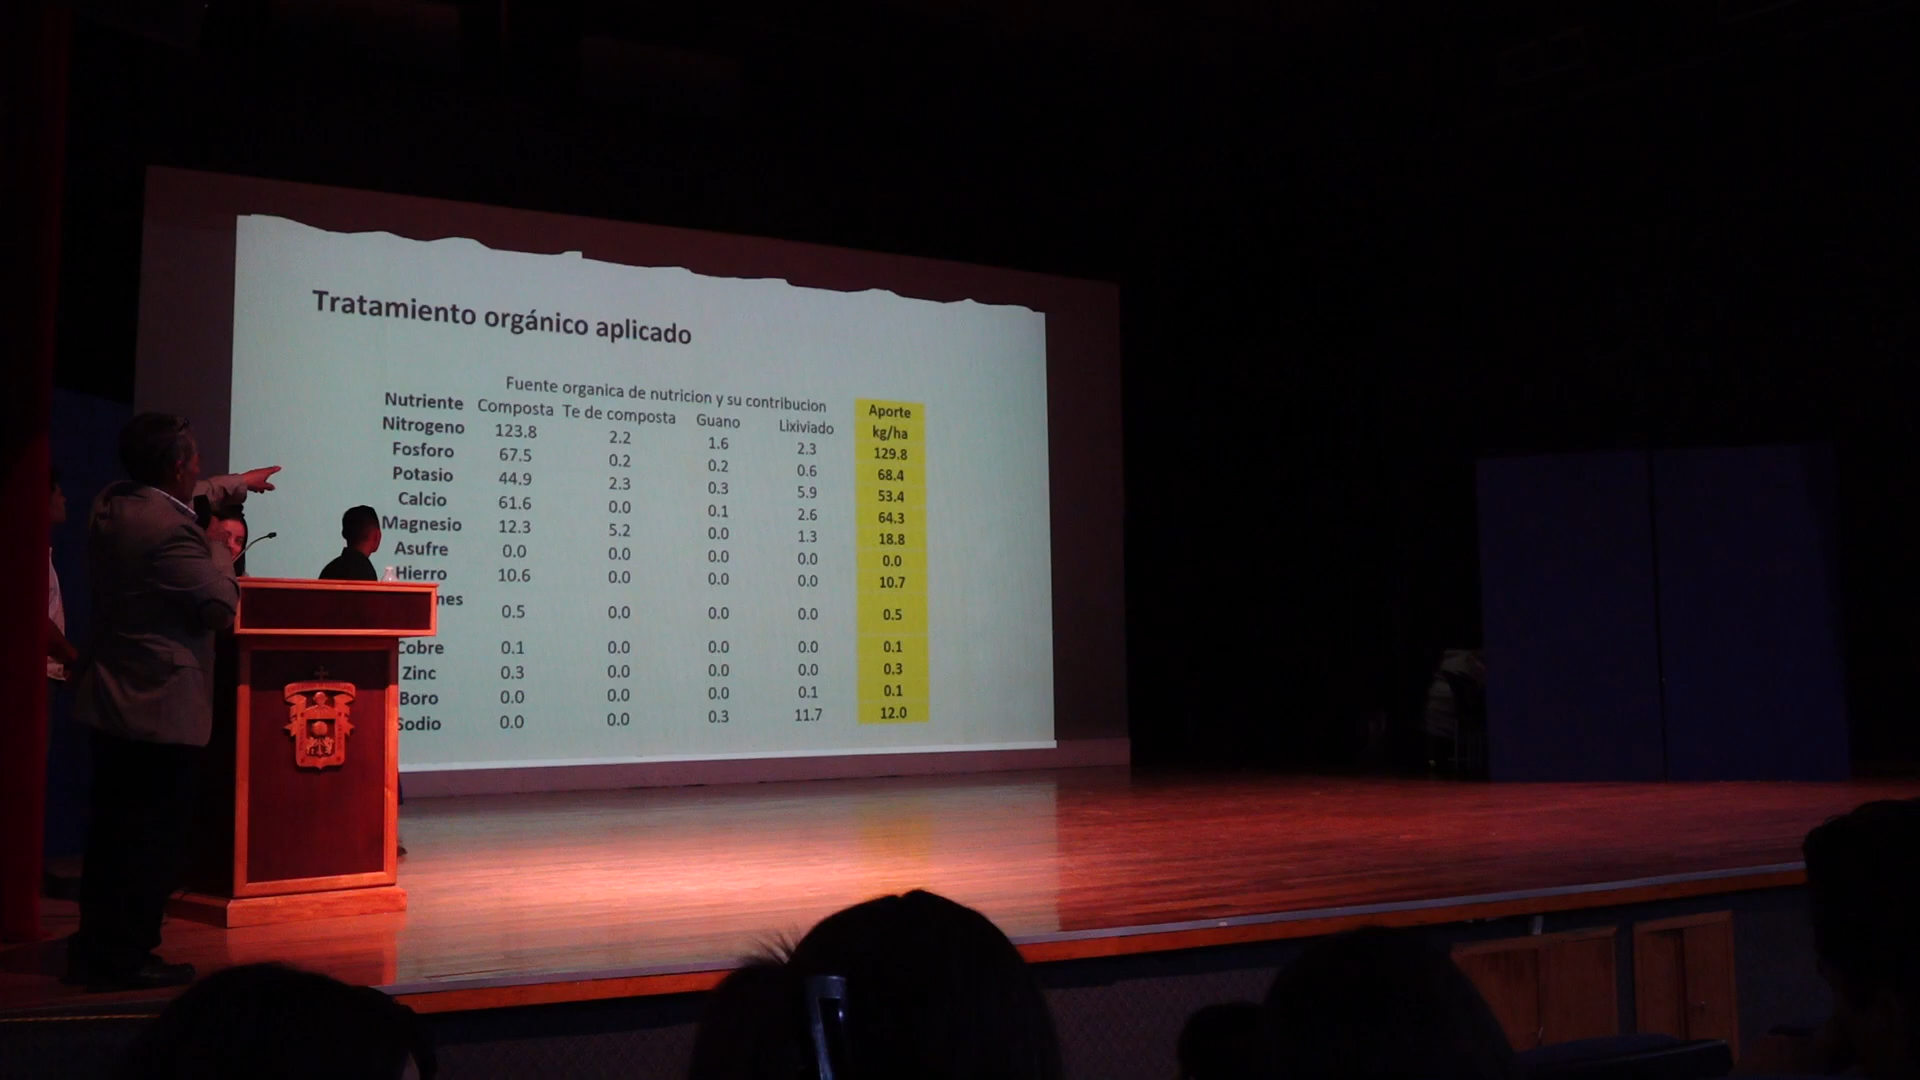 Tratamiento orgánico aplicado
Fuente organica de nutricion y su contribucion
Nutriente Composta Te de composta Guano Lixiviado Aporte kg/ha
Nitrogeno 123.8 2.2 1.6 2.3 129.8
Fosforo 67.5 0.2 0.2 0.6 68.4
Potasio 44.9 2.3 0.3 5.9 53.4
Calcio 61.6 0.0 0.1 2.6 64.3
Magnesio 12.3 5.2 0.0 1.3 18.8
Asufre 0.0 0.0 0.0 0.0 0.0
Hierro 10.6 0.0 0.0 0.0 10.7
nes 0.5 0.0 0.0 0.0 0.5
Cobre 0.1 0.0 0.0 0.0 0.1
Zinc 0.3 0.0 0.0 0.0 0.3
Boro 0.0 0.0 0.0 0.1 0.1
Sodio 0.0 0.0 0.3 11.7 12.0